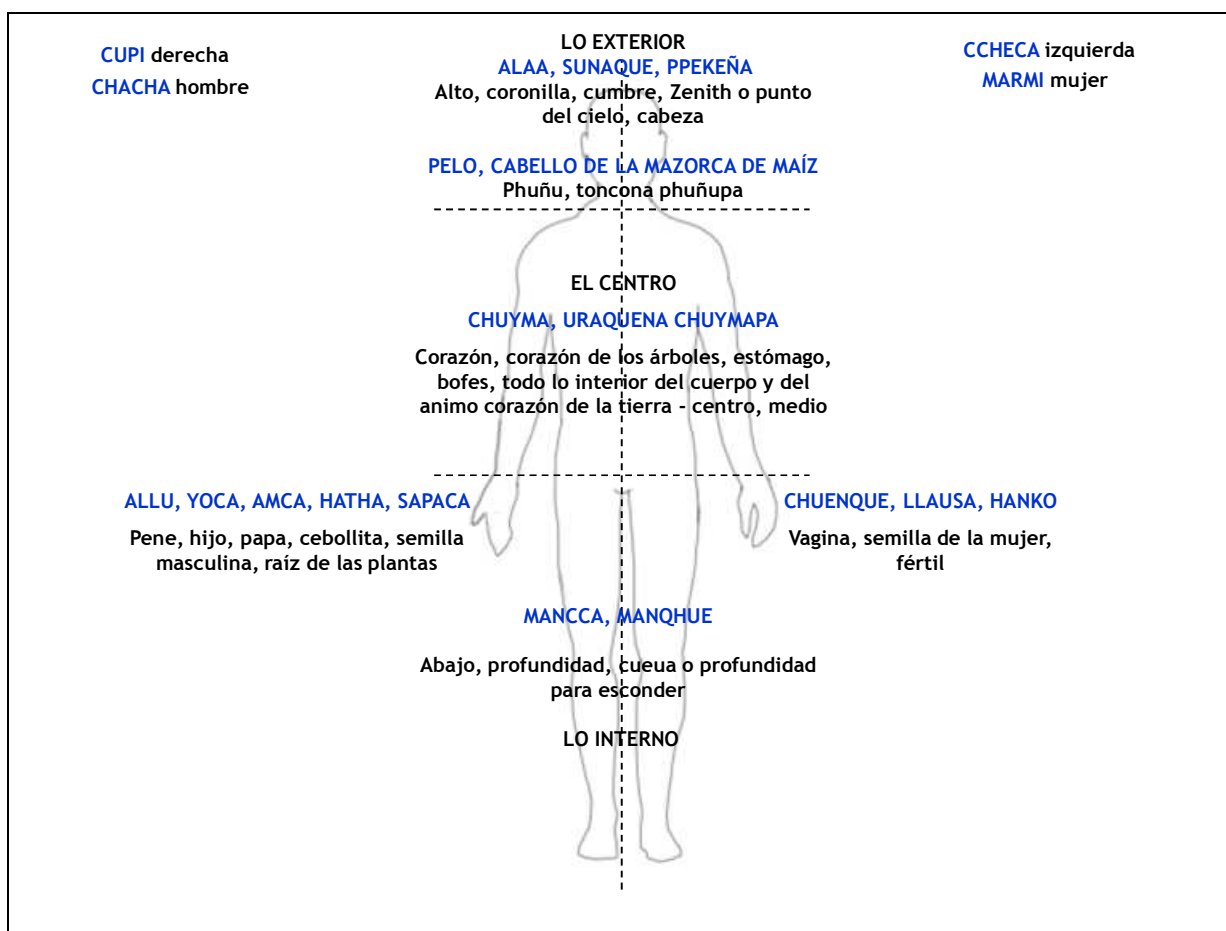 CUPI derecha
CHACHA hombre
LO EXTERIOR
ALAA, SUNAQUE, PPEKEÑA
Alto, coronilla, cumbre, Zenith o punto
del cielo, cabeza
CCHECA izquierda
MARMI mujer
PELO, CABELLO DE LA MAZORCA DE MAÍZ
Phuñu, toncona phuñupa
EL CENTRO
CHUYMA, URAQUENA CHUYMAPA
Corazón, corazón de los árboles, estómago,
bofes, todo lo interior del cuerpo y del
animo corazón de la tierra - centro, medio
ALLU, YOCA, AMCA, HATHA, SAPACA
Pene, hijo, papa, cebollita, semilla
masculina, raíz de las plantas
CHUENQUE, LLAUSA, HANKO
Vagina, semilla de la mujer,
fértil
MANCCA, MANQHUE
Abajo, profundidad, cueua o profundidad
para esconder
LO INTERNO